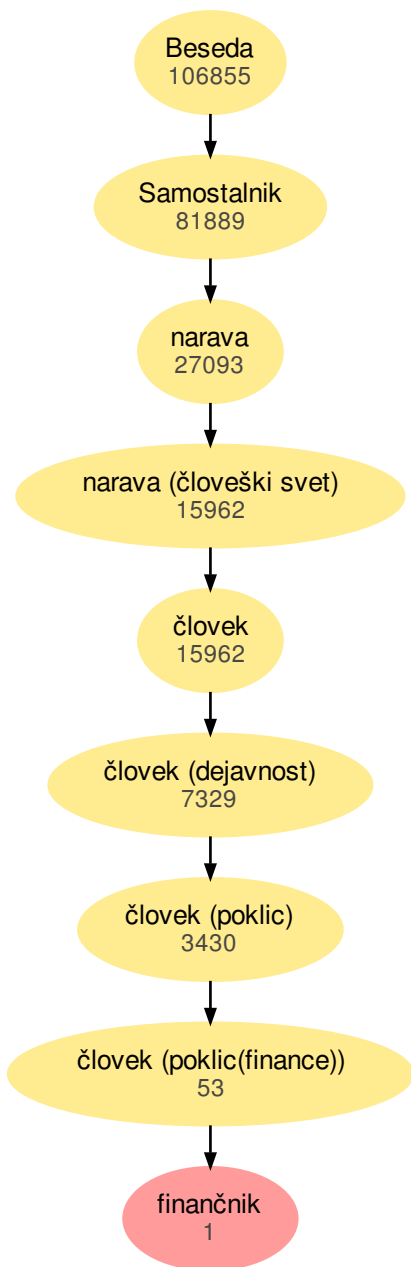 Beseda
106855
Samostalnik
81889
narava
27093
narava (človeški svet)
15962
človek
15962
človek (dejavnost)
7329
človek (poklic)
3430
človek (poklic(finance))
53
finančnik
1